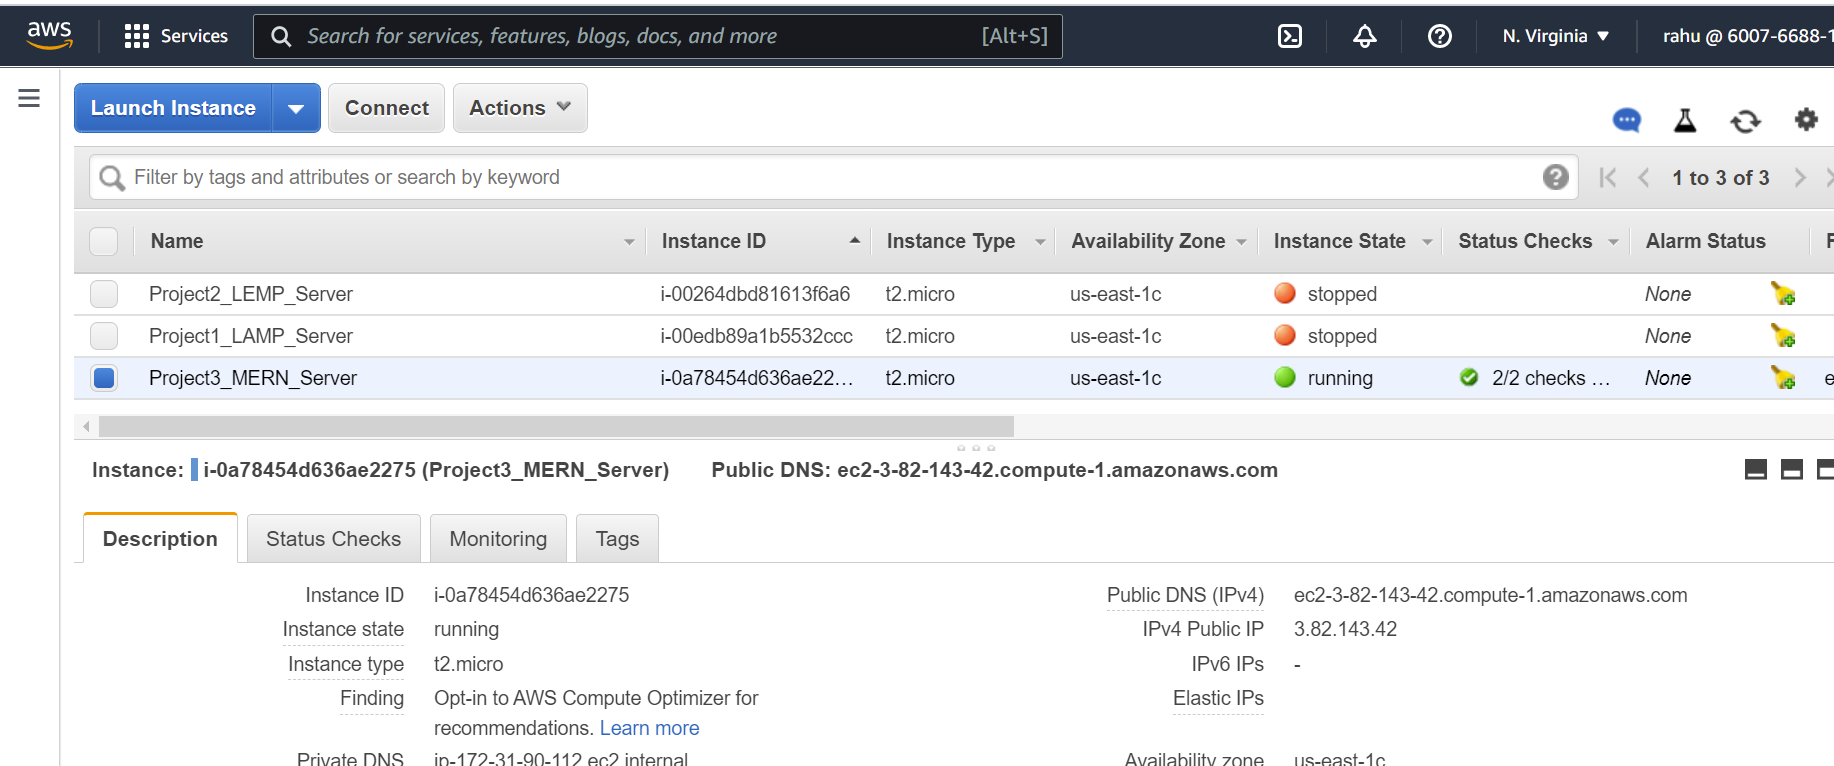 aws Services Search for services, features, blogs, docs, and more [Alt+S] N. Virginia rahu @ 6007-6688-1
Launch Instance Connect Actions
Filter by tags and attributes or search by keyword 1 to 3 of 3
Name Instance ID Instance Type Availability Zone Instance State Status Checks Alarm Status
Project2_LEMP_Server i-00264dbd81613f6a6 t2.micro us-east-1c stopped None
Project1_LAMP_Server i-00edb89a1b5532ccc t2.micro us-east-1c stopped None
Project3_MERN_Server i-0a78454d636ae22... t2.micro us-east-1c running 2/2 checks ... None e
Instance: i-0a78454d636ae2275 (Project3_MERN_Server) Public DNS: ec2-3-82-143-42.compute-1.amazonaws.com
Description Status Checks Monitoring Tags
Instance ID i-0a78454d636ae2275 Public DNS (IPv4) ec2-3-82-143-42.compute-1.amazonaws.com
Instance state running IPv4 Public IP 3.82.143.42
Instance type t2.micro IPv6 IPs -
Finding Opt-in to AWS Compute Optimizer for Elastic IPs
recommendations. Learn more
Private DNS ip-172-31-90-112.ec2.internal Availability zone us-east-1c